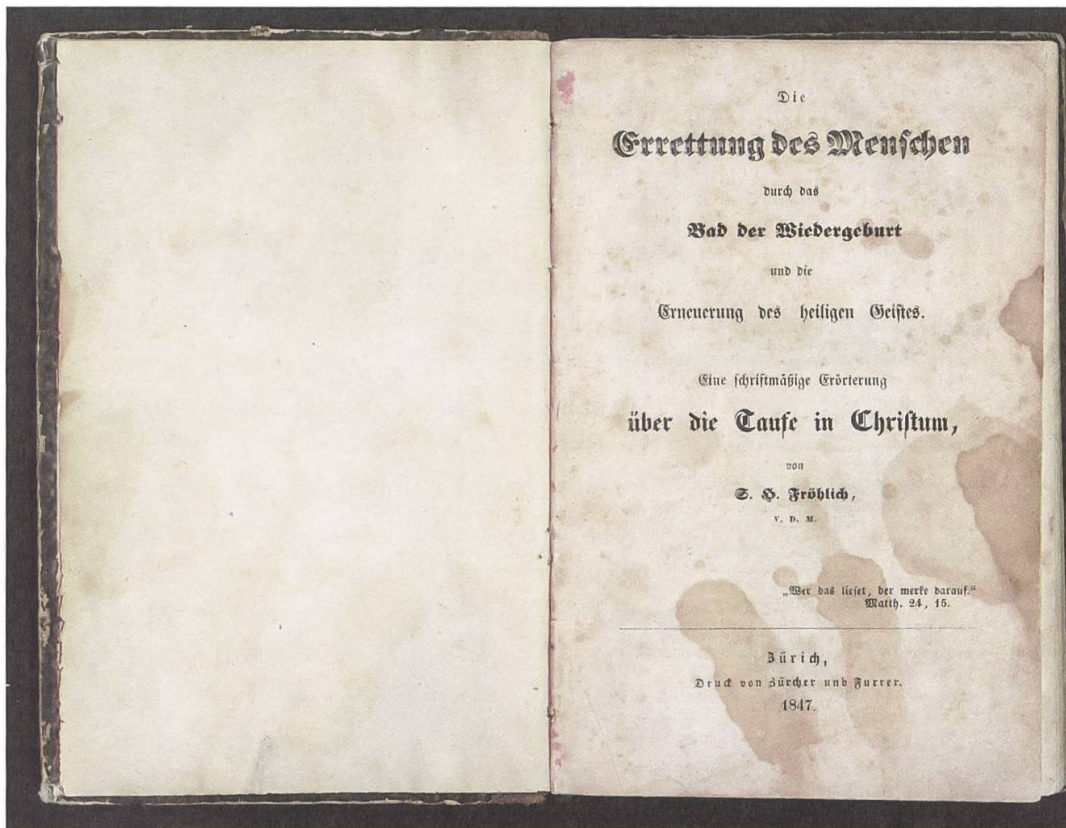 Die
Errettung des Menschen
durch das
Bad der Wiedergeburt
und die
Erneuerung des heiligen Geistes.
Eine schriftmäßige Erörterung
über die Taufe in Christum,
von
S. H. Fröhlich,
V. D. M.
„Wer das lieset, der merke darauf.“
Matth. 24, 15.
Zürich,
Druck von Zürcher und Furrer.
1847.